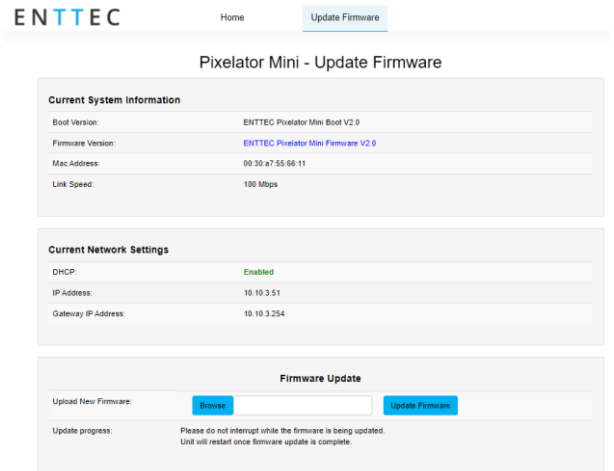 ENTTEC Home Update Firmware
Pixelator Mini - Update Firmware
Current System Information
Boot Version: ENTTEC Pixelator Mini Boot V2.0
Firmware Version: ENTTEC Pixelator Mini Firmware V2.0
Mac Address: 00:30:a7:55:66:11
Link Speed: 100 Mbps
Current Network Settings
DHCP: Enabled
IP Address: 10.10.3.51
Gateway IP Address: 10.10.3.254
Firmware Update
Upload New Firmware: Browse Update Firmware
Update progress: Please do not interrupt while the firmware is being updated.
Unit will restart once firmware update is complete.